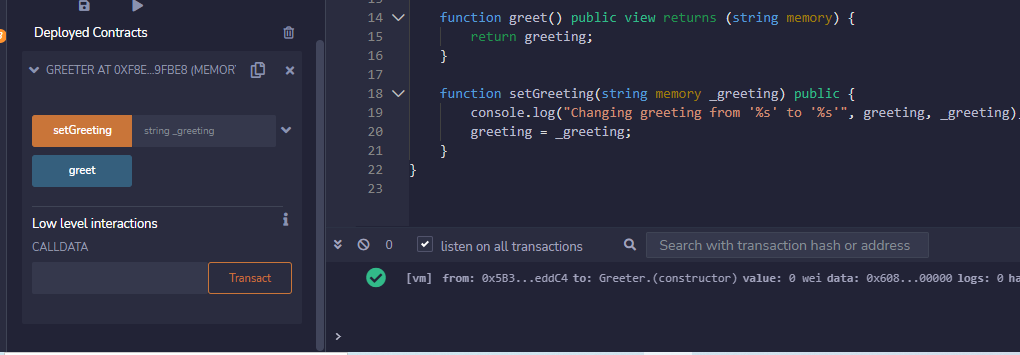 Deployed Contracts
GREETER AT 0XF8E...9FBE8 (MEMOR
setGreeting string _greeting
greet
Low level interactions
CALLDATA
Transact
14 function greet() public view returns (string memory) {
15 return greeting;
16 }
17
18 function setGreeting(string memory _greeting) public {
19 console.log("Changing greeting from '%s' to '%s'", greeting, _greeting)
20 greeting = _greeting;
21 }
22 }
23
0 listen on all transactions Search with transaction hash or address
[vm] from: 0x5B3...eddC4 to: Greeter.(constructor) value: 0 wei data: 0x608...00000 logs: 0 ha
>